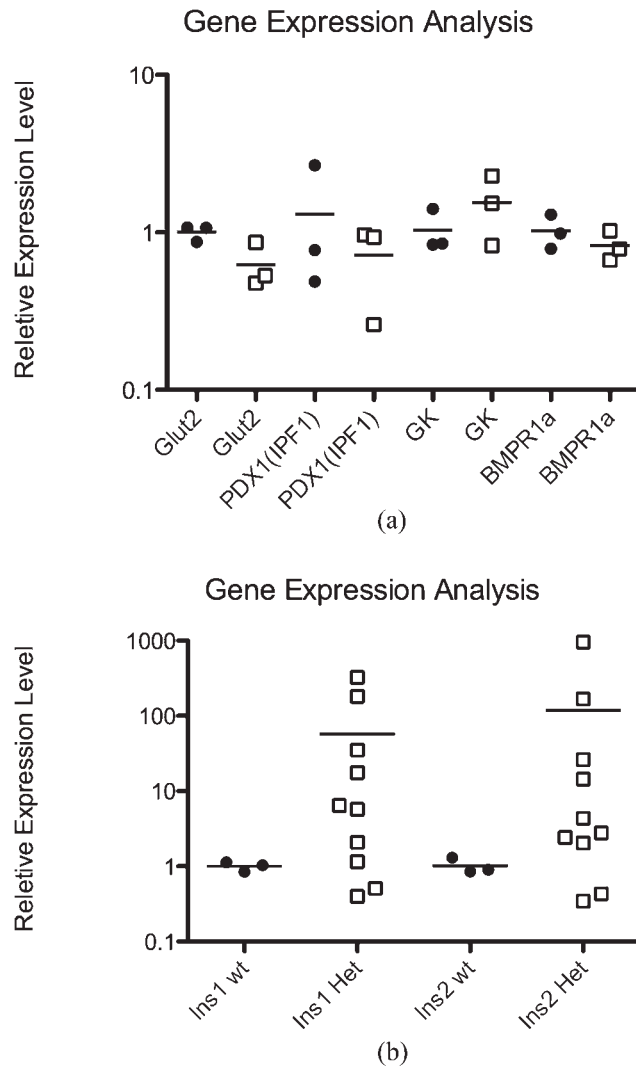 Gene Expression Analysis
Reletive Expression Level
10
1
0.1
Glut2
Glut2
PDX1(IPF1)
PDX1(IPF1)
GK
GK
BMPR1a
BMPR1a
(a)
Gene Expression Analysis
Reletive Expression Level
1000
100
10
1
0.1
Ins1 wt
Ins1 Het
Ins2 wt
Ins2 Het
(b)